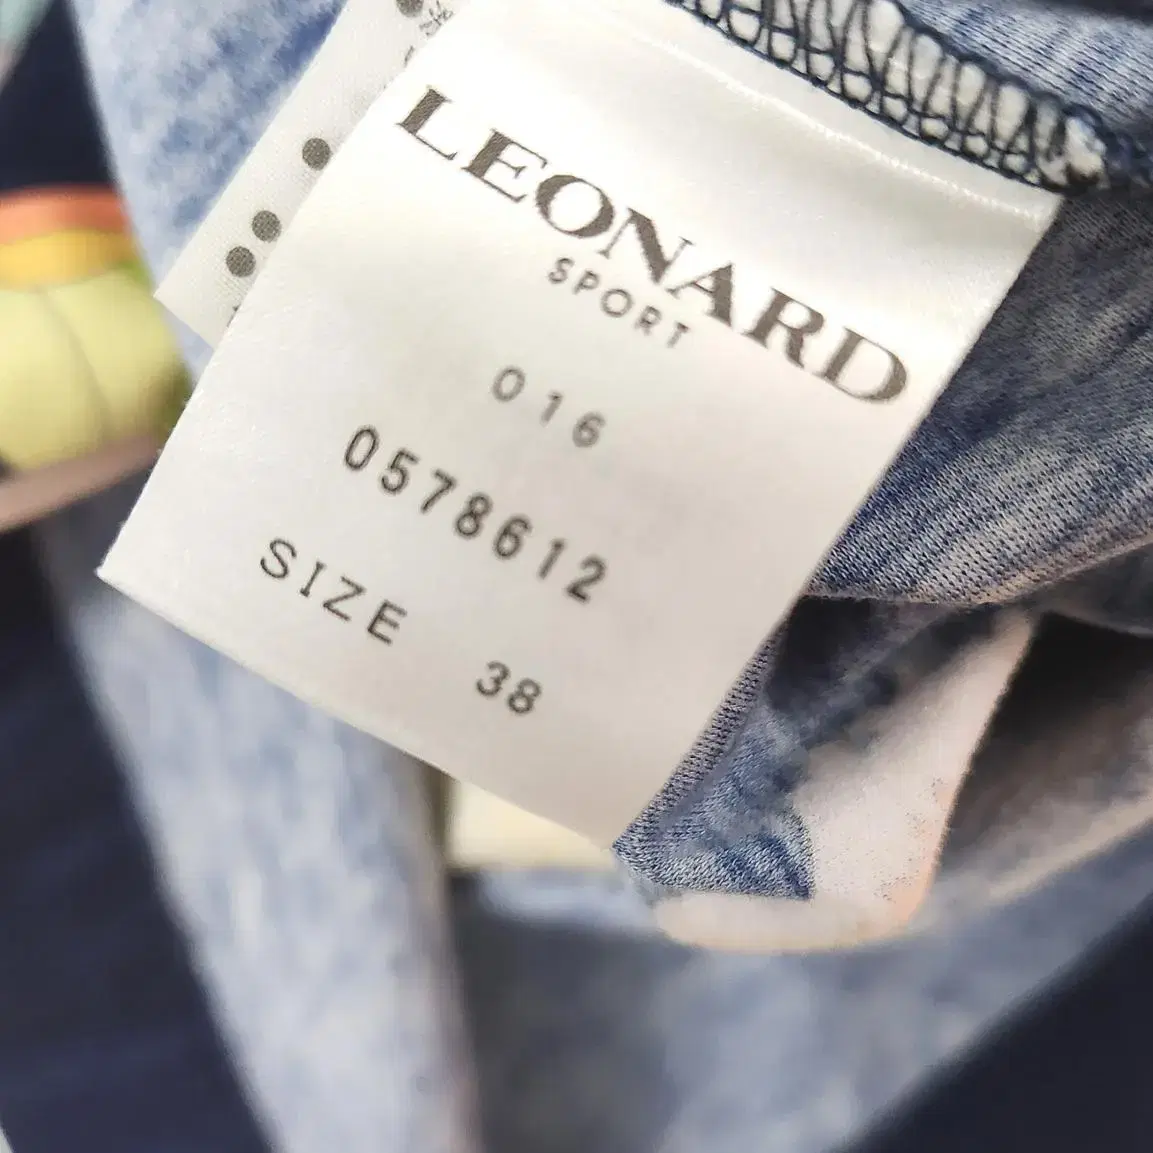 LEONARD
SPORT
016
0578612
SIZE 38